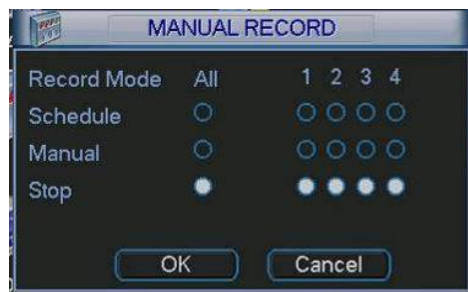 MANUAL RECORD
Record Mode All 1 2 3 4
Schedule
Manual
Stop
OK Cancel